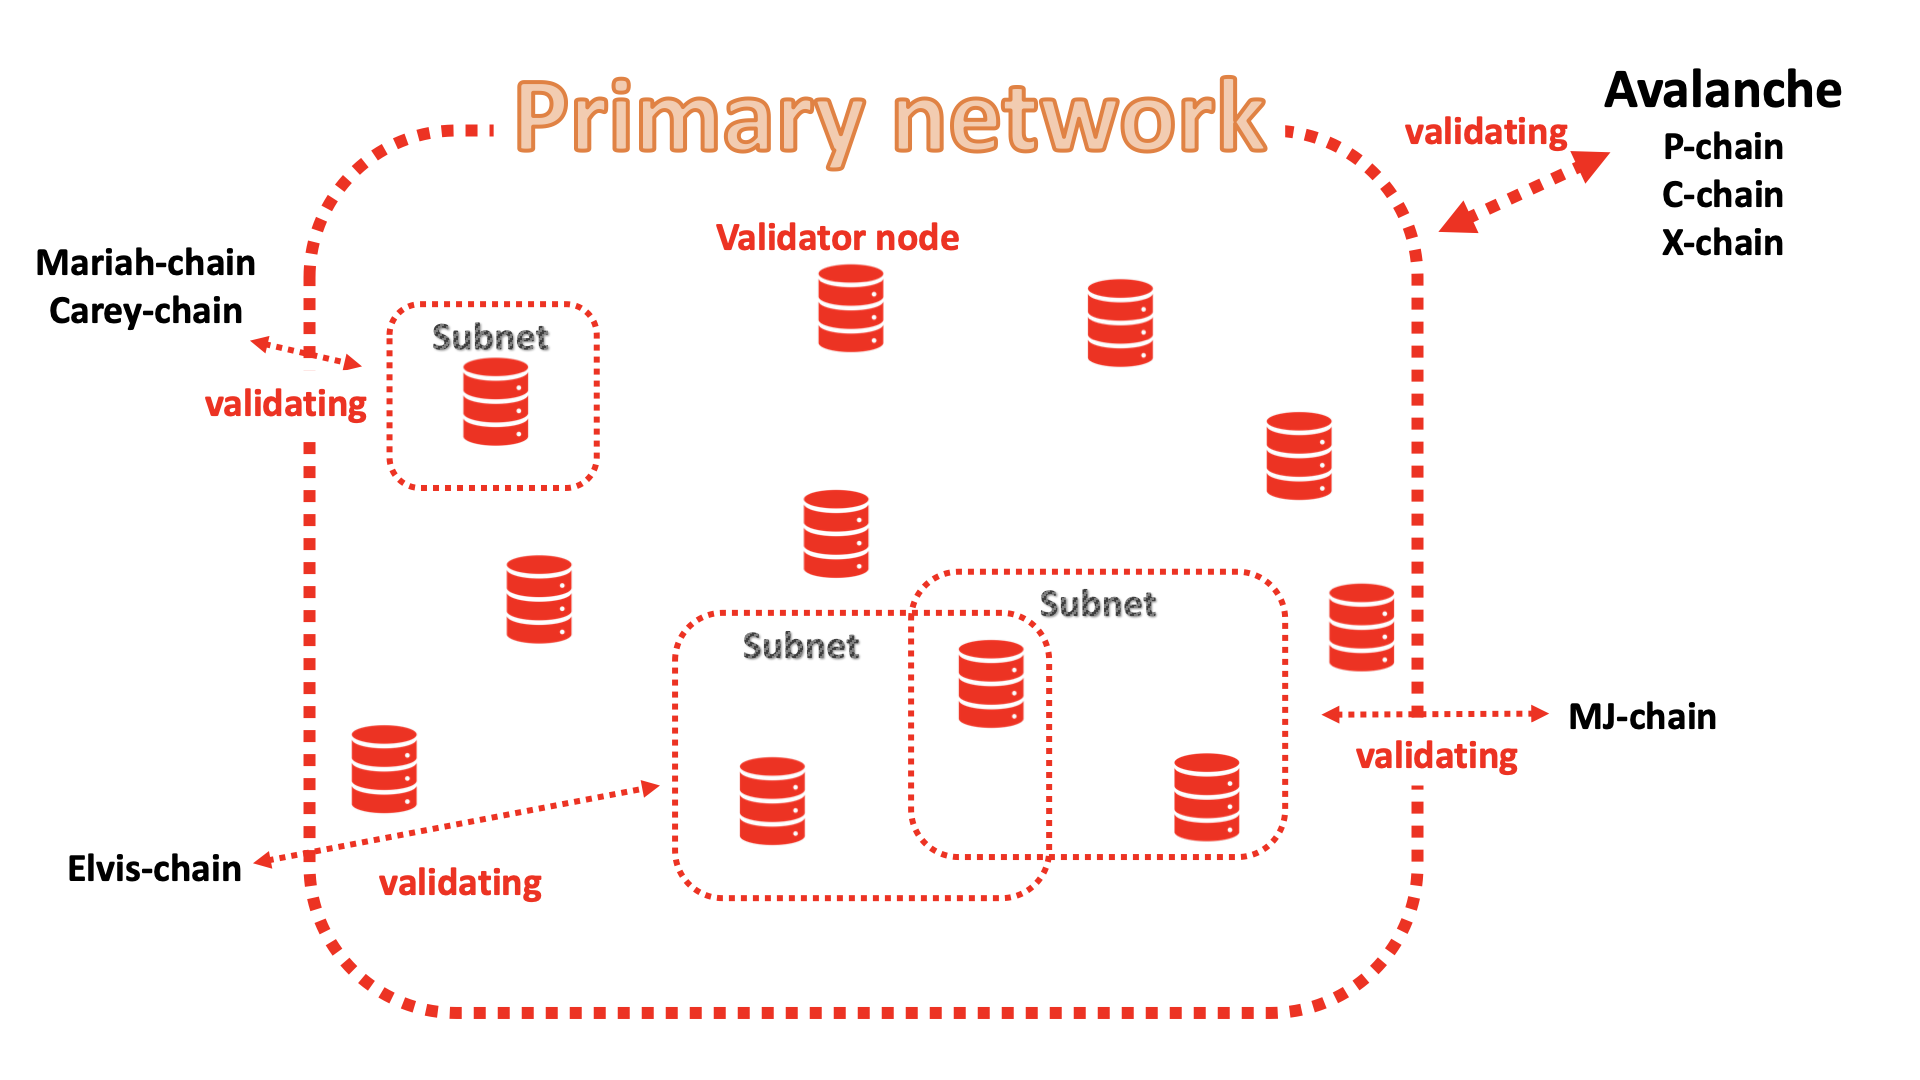 Primary network
Avalanche
validating
P-chain
C-chain
X-chain
Validator node
Mariah-chain
Carey-chain
Subnet
validating
Subnet
Subnet
MJ-chain
validating
Elvis-chain
validating